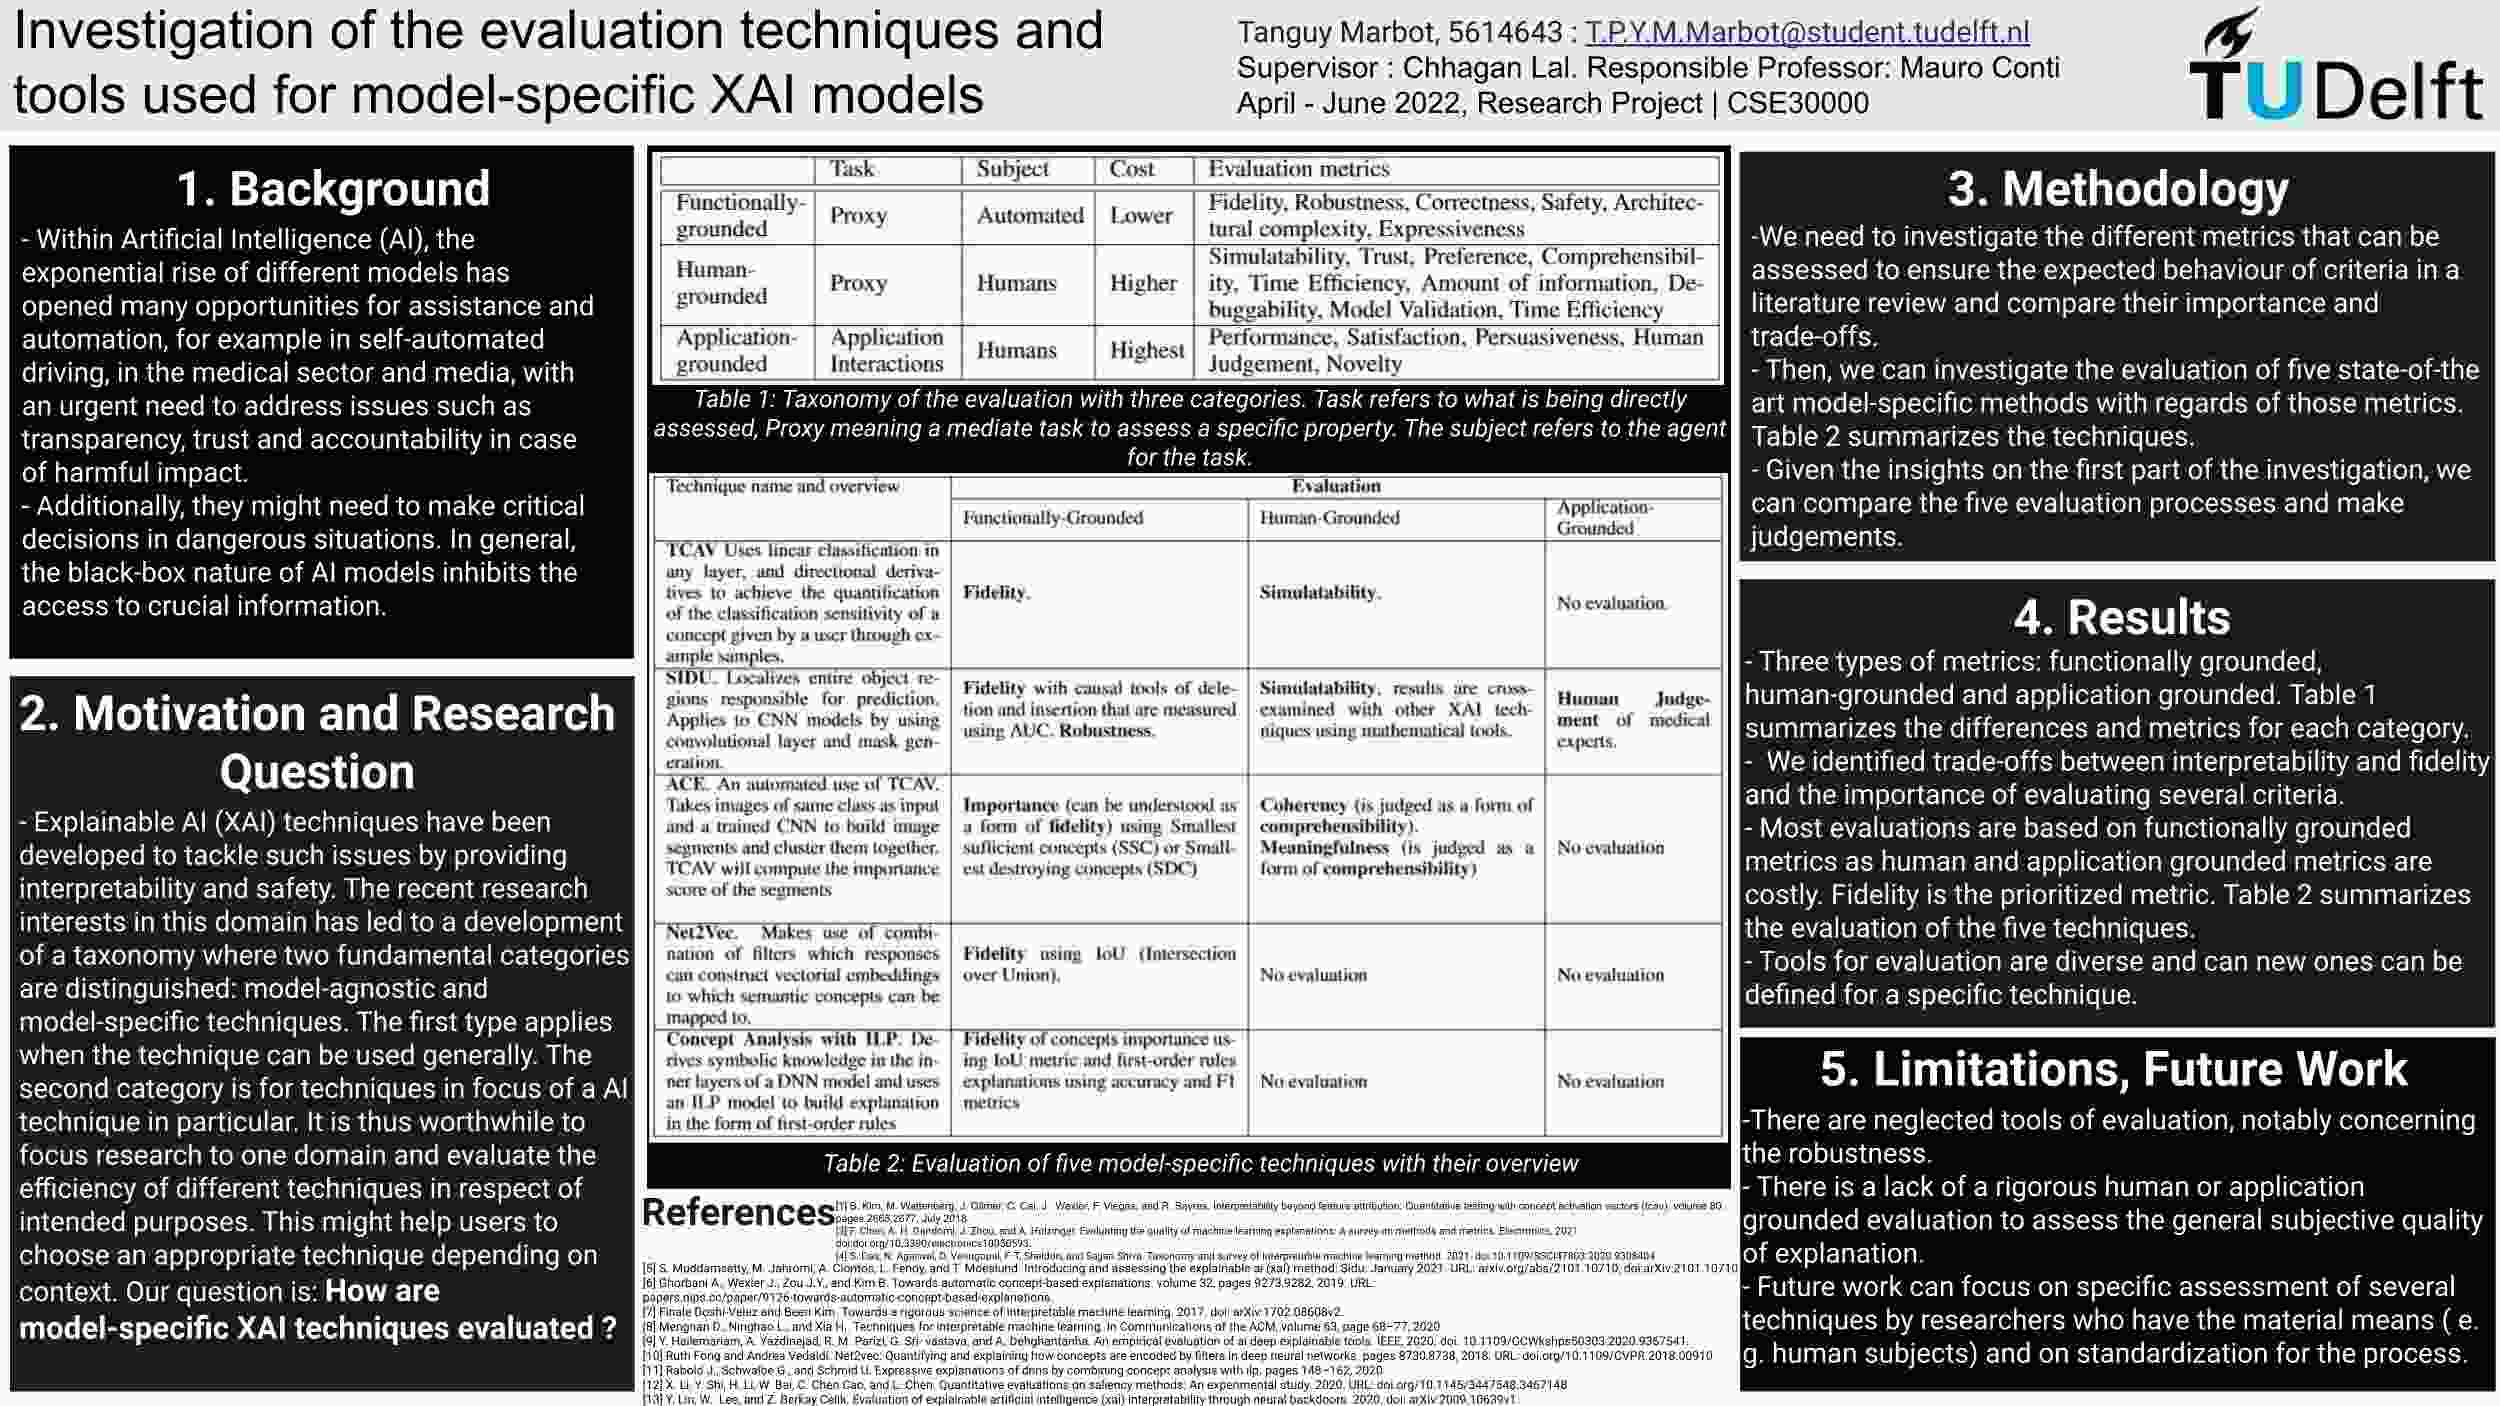 Investigation of the evaluation techniques and
tools used for model-specific XAI models
Tanguy Marbot, 5614643 : T.P.Y.M.Marbot@student.tudelft.nl
Supervisor : Chhagan Lal. Responsible Professor: Mauro Conti
April - June 2022, Research Project | CSE30000
TU Delft
1. Background
- Within Artificial Intelligence (AI), the
exponential rise of different models has
opened many opportunities for assistance and
automation, for example in self-automated
driving, in the medical sector and media, with
an urgent need to address issues such as
transparency, trust and accountability in case
of harmful impact.
- Additionally, they might need to make critical
decisions in dangerous situations. In general,
the black-box nature of AI models inhibits the
access to crucial information.
2. Motivation and Research
Question
- Explainable AI (XAI) techniques have been
developed to tackle such issues by providing
interpretability and safety. The recent research
interests in this domain has led to a development
of a taxonomy where two fundamental categories
are distinguished: model-agnostic and
model-specific techniques. The first type applies
when the technique can be used generally. The
second category is for techniques in focus of a AI
technique in particular. It is thus worthwhile to
focus research to one domain and evaluate the
efficiency of different techniques in respect of
intended purposes. This might help users to
choose an appropriate technique depending on
context. Our question is: How are
model-specific XAI techniques evaluated ?
Task Subject Cost Evaluation metrics
Functionally-
grounded
Proxy
Automated
Lower
Fidelity, Robustness, Correctness, Safety, Architec-
tural complexity, Expressiveness
Human-
grounded
Proxy
Humans
Higher
Simulatability, Trust, Preference, Comprehensibil-
ity, Time Efficiency, Amount of information, De-
buggability, Model Validation, Time Efficiency
Application-
grounded
Application
Interactions
Humans
Highest
Performance, Satisfaction, Persuasiveness, Human
Judgement, Novelty
Table 1: Taxonomy of the evaluation with three categories. Task refers to what is being directly
assessed, Proxy meaning a mediate task to assess a specific property. The subject refers to the agent
for the task.
Technique name and overview
Evaluation
Functionally-Grounded
Human-Grounded
Application-
Grounded
TCAV Uses linear classification in
any layer, and directional deriva-
tives to achieve the quantification
of the classification sensitivity of a
concept given by a user through ex-
ample samples.
Fidelity.
Simulatability.
No evaluation.
SIDU. Localizes entire object re-
gions responsible for prediction.
Applies to CNN models by using
convolutional layer and mask gen-
eration.
Fidelity with causal tools of dele-
tion and insertion that are measured
using AUC. Robustness.
Simulatability, results are cross-
examined with other XAI tech-
niques using mathematical tools.
Human Judge-
ment of medical
experts.
ACE. An automated use of TCAV.
Takes images of same class as input
and a trained CNN to build image
segments and cluster them together.
TCAV will compute the importance
score of the segments
Importance (can be understood as
a form of fidelity) using Smallest
sufficient concepts (SSC) or Small-
est destroying concepts (SDC)
Coherency (is judged as a form of
comprehensibility).
Meaningfulness (is judged as a
form of comprehensibility)
No evaluation
Net2Vec. Makes use of combi-
nation of filters which responses
can construct vectorial embeddings
to which semantic concepts can be
mapped to.
Fidelity using IoU (Intersection
over Union).
No evaluation
No evaluation
Concept Analysis with ILP. De-
rives symbolic knowledge in the in-
ner layers of a DNN model and uses
an ILP model to build explanation
in the form of first-order rules
Fidelity of concepts importance us-
ing IoU metric and first-order rules
explanations using accuracy and F1
metrics
No evaluation
No evaluation
Table 2: Evaluation of five model-specific techniques with their overview
References
[1] B. Kim, M. Wattenberg, J. Gilmer, C. Cai, J. Wexler, F. Viegas, and R. Sayres. Interpretability beyond feature attribution: Quantitative testing with concept activation vectors (tcav). volume 80
pages 2668,2677, July 2018
[3] F. Chen, A. H. Gandomi, J. Zhou, and A. Holzinger. Evaluating the quality of machine learning explanations: A survey on methods and metrics. Electronics, 2021
doi:doi.org/10.3390/electronics10050593.
[4] S. Das, N. Agarwal, D. Venugopal, F. T. Sheldon, and Sajjan Shiva. Taxonomy and survey of interpretable machine learning method. 2021. doi:10.1109/SSCI47803.2020.9308404
[5] S. Muddamsetty, M. Jahromi, A. Ciontos, L. Fenoy, and T. Moeslund. Introducing and assessing the explainable ai (xai) method: Sidu. January 2021. URL: arxiv.org/abs/2101.10710, doi:arXiv:2101.10710
[6] Ghorbani A., Wexler J., Zou J.Y., and Kim B. Towards automatic concept-based explanations. volume 32, pages 9273,9282, 2019. URL:
papers.nips.cc/paper/9126-towards-automatic-concept-based-explanations.
[7] Finale Doshi-Velez and Been Kim. Towards a rigorous science of interpretable machine learning. 2017. doi: arXiv:1702.08608v2.
[8] Mengnan D., Ninghao L., and Xia H. Techniques for interpretable machine learning. In Communications of the ACM, volume 63, page 68–77, 2020
[9] Y. Hailemariam, A. Yazdinejad, R. M. Parizi, G. Sri- vastava, and A. Dehghantanha. An empirical evaluation of ai deep explainable tools. IEEE, 2020. doi: 10.1109/GCWkshps50303.2020.9367541.
[10] Ruth Fong and Andrea Vedaldi. Net2vec: Quantifying and explaining how concepts are encoded by filters in deep neural networks. pages 8730,8738, 2018. URL: doi.org/10.1109/CVPR.2018.00910
[11] Rabold J., Schwalbe G., and Schmid U. Expressive explanations of dnns by combining concept analysis with ilp. pages 148–162, 2020
[12] X. Li, Y. Shi, H. Li, W. Bai, C. Chen Cao, and L. Chen. Quantitative evaluations on saliency methods: An experimental study. 2020. URL: doi.org/10.1145/3447548.3467148
[13] Y. Lin, W. Lee, and Z. Berkay Celik. Evaluation of explainable artificial intelligence (xai) interpretability through neural backdoors. 2020, doi: arXiv:2009.10639v1.
3. Methodology
-We need to investigate the different metrics that can be
assessed to ensure the expected behaviour of criteria in a
literature review and compare their importance and
trade-offs.
- Then, we can investigate the evaluation of five state-of-the
art model-specific methods with regards of those metrics.
Table 2 summarizes the techniques.
- Given the insights on the first part of the investigation, we
can compare the five evaluation processes and make
judgements.
4. Results
- Three types of metrics: functionally grounded,
human-grounded and application grounded. Table 1
summarizes the differences and metrics for each category.
- We identified trade-offs between interpretability and fidelity
and the importance of evaluating several criteria.
- Most evaluations are based on functionally grounded
metrics as human and application grounded metrics are
costly. Fidelity is the prioritized metric. Table 2 summarizes
the evaluation of the five techniques.
- Tools for evaluation are diverse and can new ones can be
defined for a specific technique.
5. Limitations, Future Work
-There are neglected tools of evaluation, notably concerning
the robustness.
- There is a lack of a rigorous human or application
grounded evaluation to assess the general subjective quality
of explanation.
- Future work can focus on specific assessment of several
techniques by researchers who have the material means ( e.
g. human subjects) and on standardization for the process.